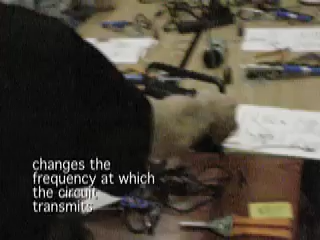 changes the
frequency at which
the circuit
transmits